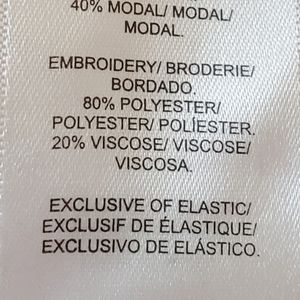 40% MODAL/ MODAL/
MODAL.
EMBROIDERY/ BRODERIE/
BORDADO.
80% POLYESTER/
POLYESTER/ POLÍESTER.
20% VISCOSE/ VISCOSE/
VISCOSA.
EXCLUSIVE OF ELASTIC/
EXCLUSIF DE ÉLASTIQUE/
EXCLUSIVO DE ELÁSTICO.